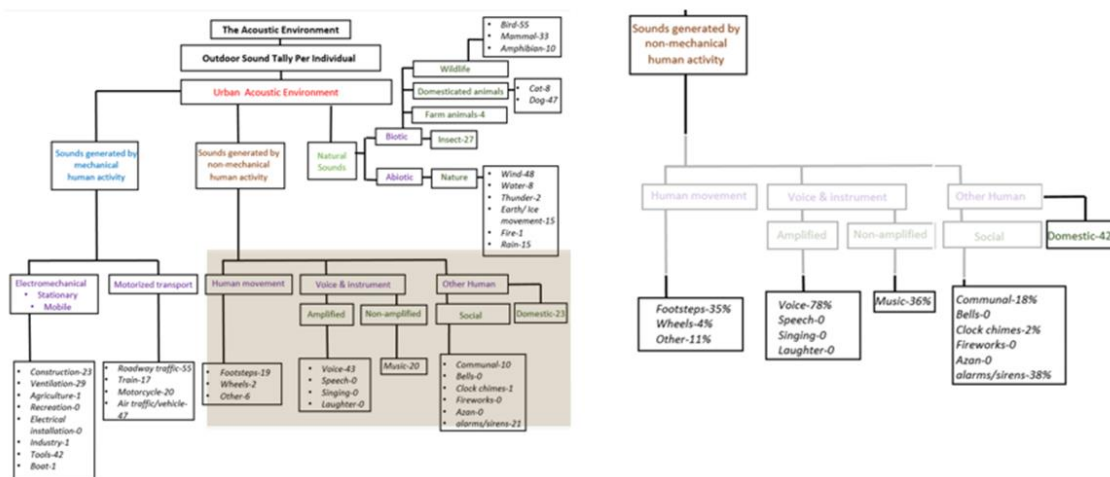 The Acoustic Environment
Outdoor Sound Tally Per Individual
Urban Acoustic Environment
• Bird-55
• Mammal-33
• Amphibian-10
Wildlife
Domesticated animals
• Cat-8
• Dog-47
Farm animals-4
Biotic
Insect-27
Natural
Sounds
Abiotic
Nature
• Wind-48
• Water-8
• Thunder-2
• Earth/ Ice
movement-15
• Fire-1
• Rain-15
Sounds generated by
mechanical
human activity
Sounds generated by
non-mechanical
human activity
Electromechanical
• Stationary
• Mobile
Motorized transport
• Construction-23
• Ventilation-29
• Agriculture-1
• Recreation-0
• Electrical
installation-0
• Industry-1
• Tools-42
• Boat-1
• Roadway traffic-55
• Train-17
• Motorcycle-20
• Air traffic/vehicle-
47
Human movement
• Footsteps-19
• Wheels-2
• Other-6
Voice & instrument
Amplified
• Voice-43
• Speech-0
• Singing-0
• Laughter-0
Non-amplified
Music-20
Other Human
Social
Domestic-23
• Communal-10
• Bells-0
• Clock chimes-1
• Fireworks-0
• Azan-0
• alarms/sirens-21
Sounds generated by
non-mechanical
human activity
Human movement
Footsteps-35%
Wheels-4%
Other-11%
Voice & instrument
Amplified
Voice-78%
Speech-0
Singing-0
Laughter-0
Non-amplified
Music-36%
Other Human
Social
Domestic-42
Communal-18%
Bells-0
Clock chimes-2%
Fireworks-0
Azan-0
alarms/sirens-38%